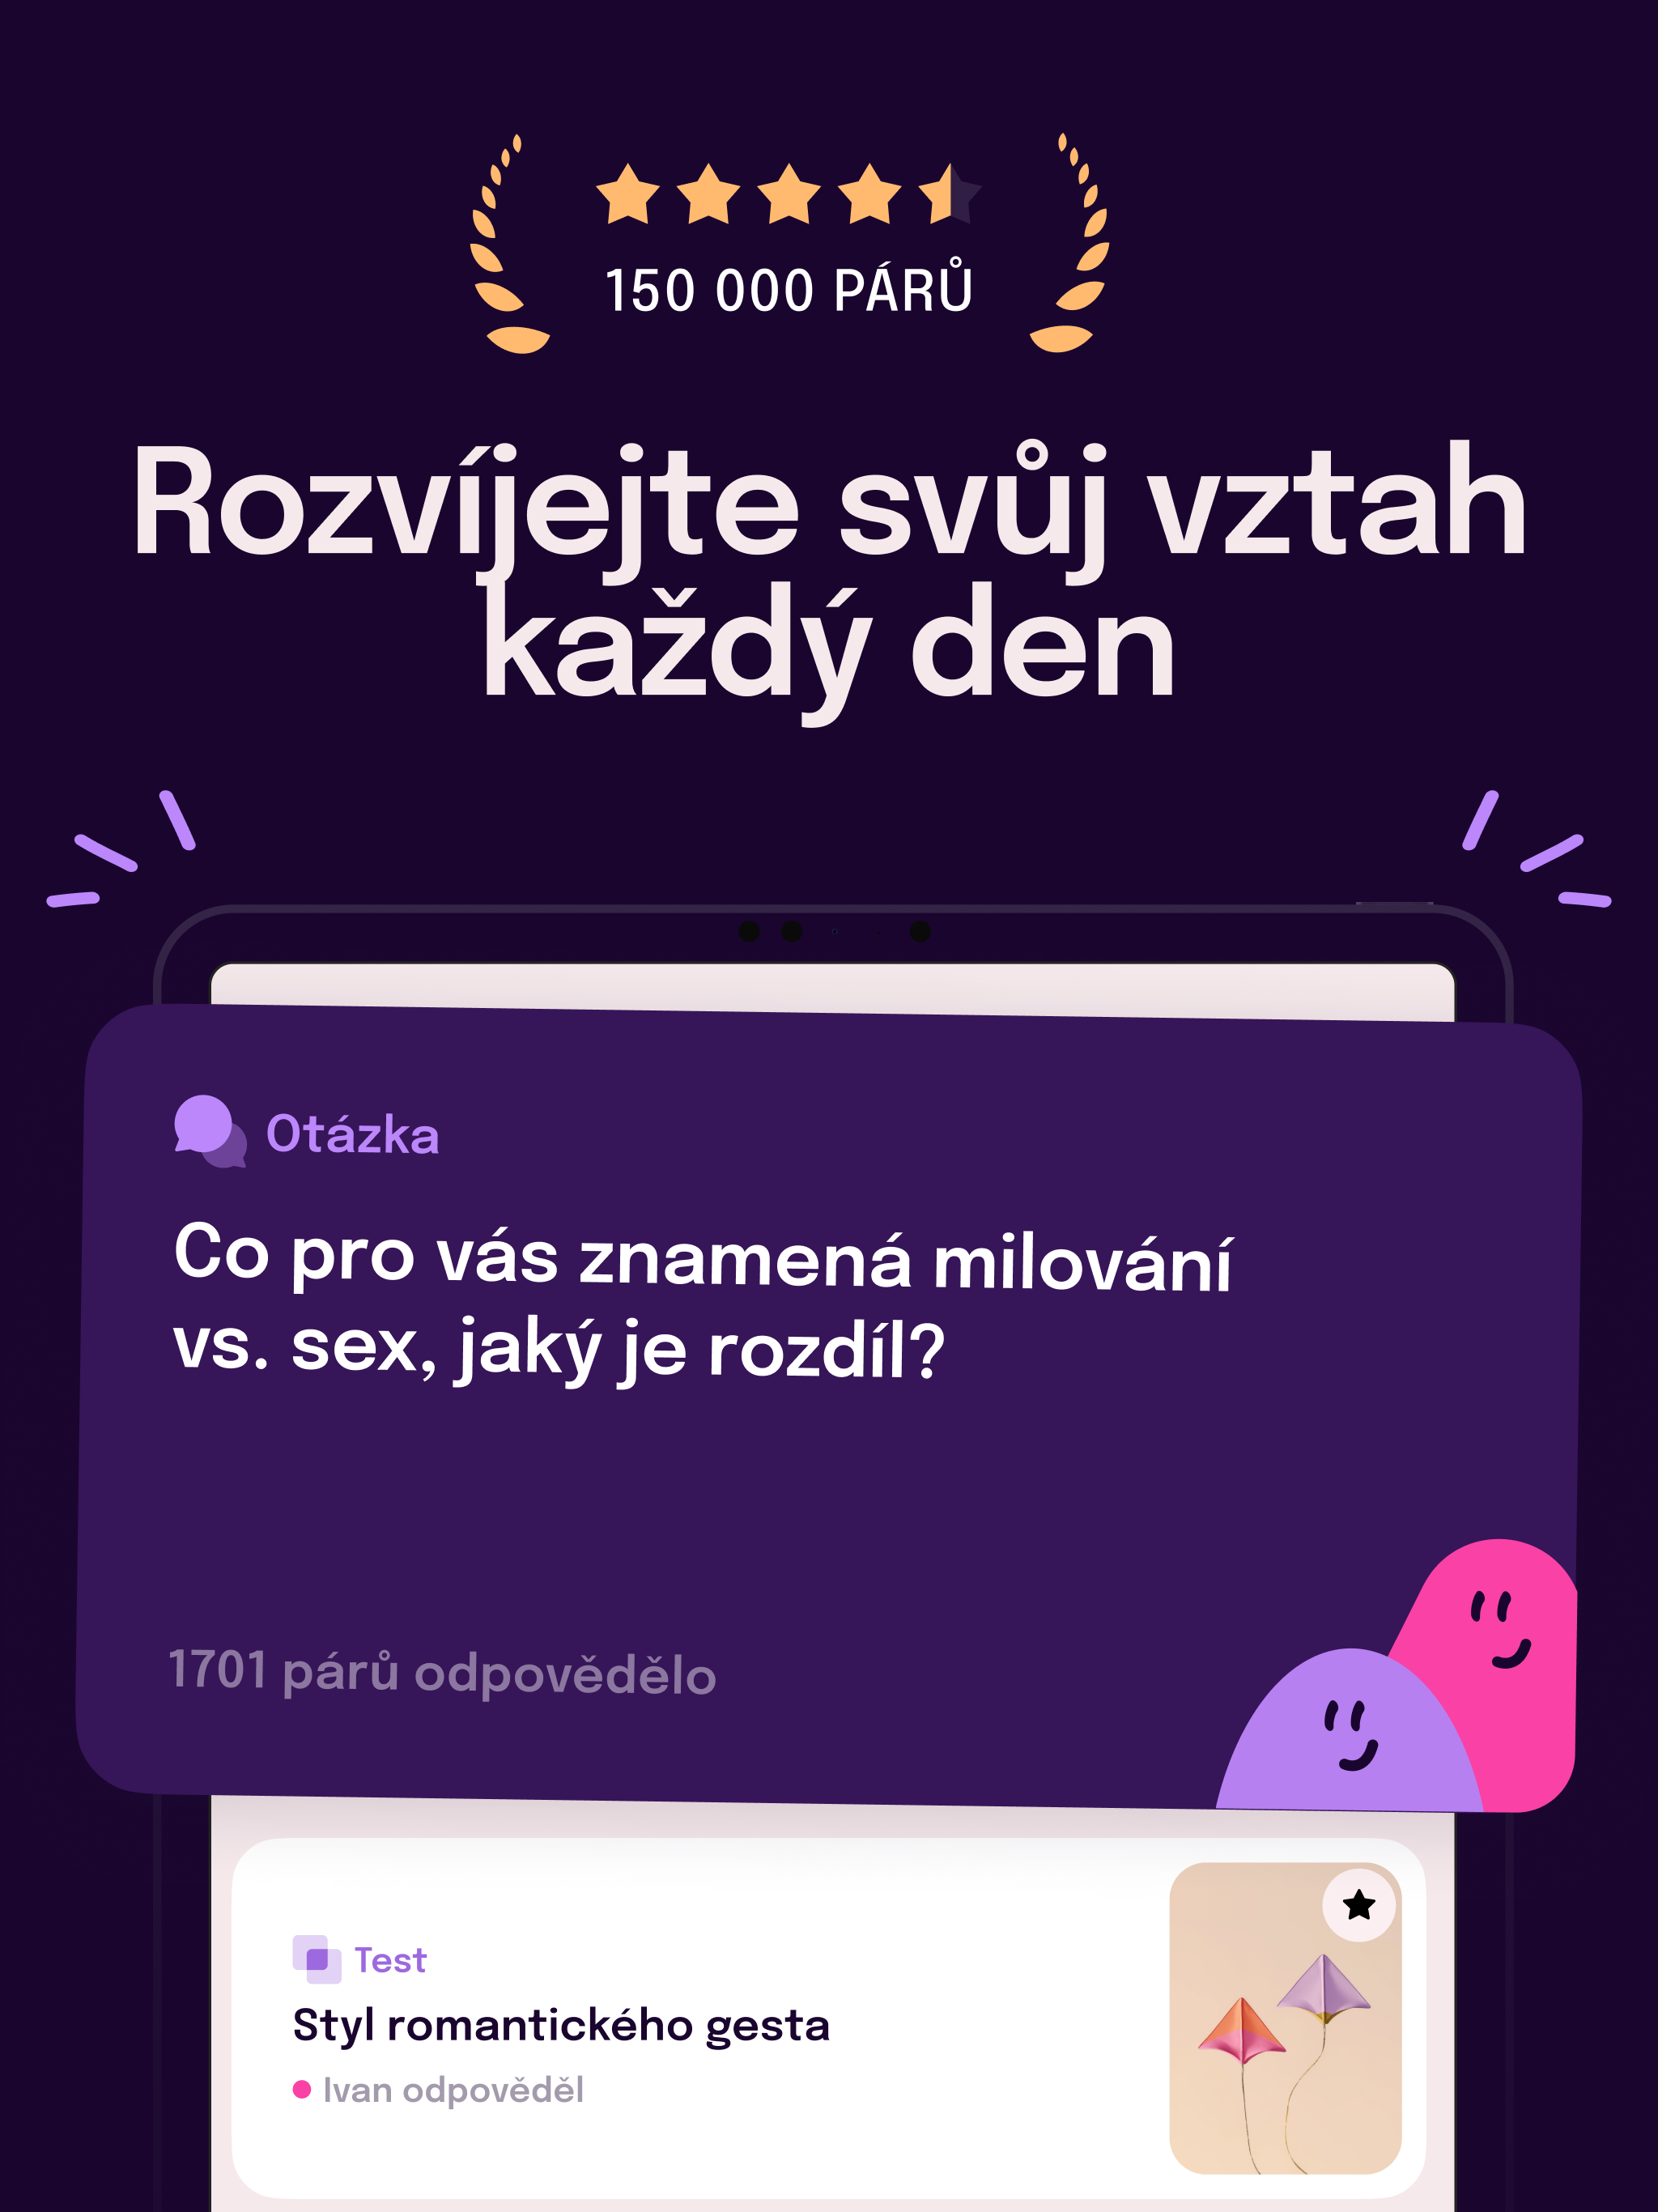 150 000 PÁRŮ
Rozvíjejte svůj vztah
každý den
Otázka
Co pro vás znamená milování
vs. sex, jaký je rozdíl?
1701 párů odpovědělo
Test
Styl romantického gesta
Ivan odpověděl